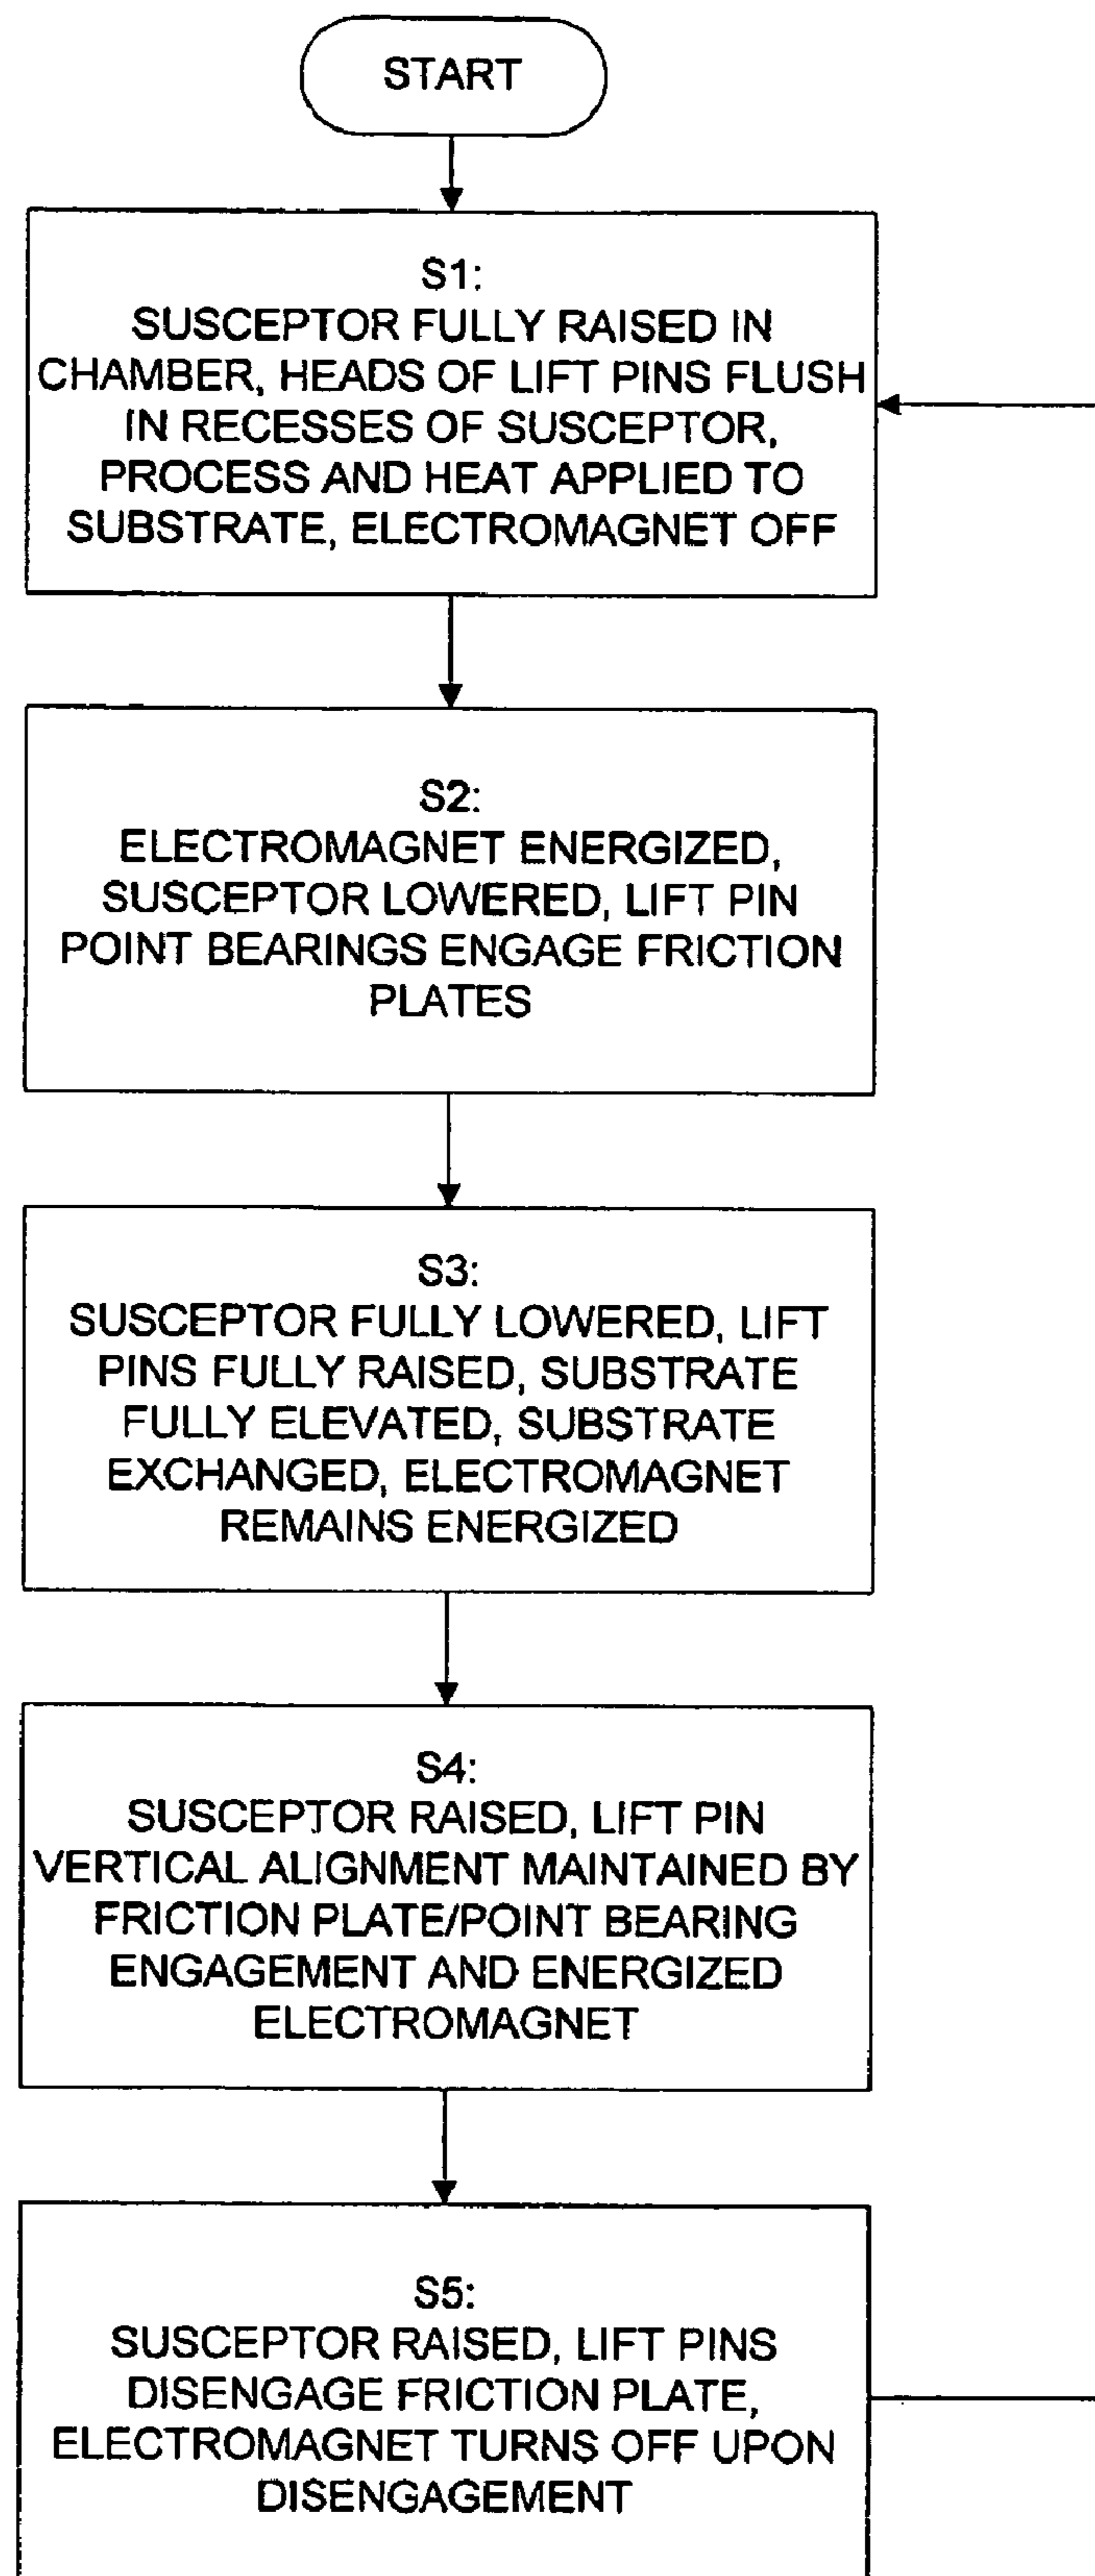 START
S1:
SUSCEPTOR FULLY RAISED IN
CHAMBER, HEADS OF LIFT PINS FLUSH
IN RECESSES OF SUSCEPTOR,
PROCESS AND HEAT APPLIED TO
SUBSTRATE, ELECTROMAGNET OFF
S2:
ELECTROMAGNET ENERGIZED,
SUSCEPTOR LOWERED, LIFT PIN
POINT BEARINGS ENGAGE FRICTION
PLATES
S3:
SUSCEPTOR FULLY LOWERED, LIFT
PINS FULLY RAISED, SUBSTRATE
FULLY ELEVATED, SUBSTRATE
EXCHANGED, ELECTROMAGNET
REMAINS ENERGIZED
S4:
SUSCEPTOR RAISED, LIFT PIN
VERTICAL ALIGNMENT MAINTAINED BY
FRICTION PLATE/POINT BEARING
ENGAGEMENT AND ENERGIZED
ELECTROMAGNET
S5:
SUSCEPTOR RAISED, LIFT PINS
DISENGAGE FRICTION PLATE,
ELECTROMAGNET TURNS OFF UPON
DISENGAGEMENT